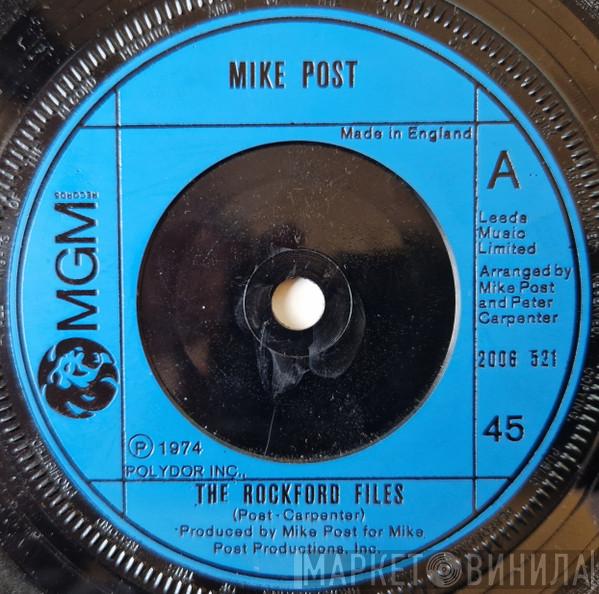 MIKE POST
Made in England
A
Leeds
Music
Limited
Arranged by
Mike Post
and Peter
Carpenter
2006 521
45
MGM
RECORDS
Ⓟ 1974
POLYDOR INC.,
THE ROCKFORD FILES
(Post-Carpenter)
Produced by Mike Post for Mike
Post Productions, Inc.
МАРКЕТ ВИНИЛА